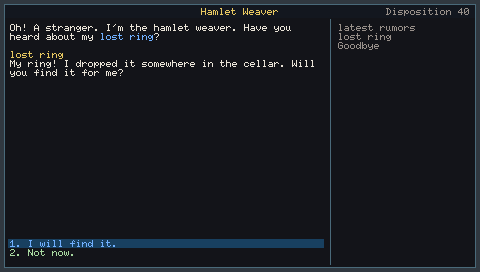 Hamlet Weaver
Disposition 40
Oh! A stranger. I'm the hamlet weaver. Have you
heard about my lost ring?
lost ring
My ring! I dropped it somewhere in the cellar. Will
you find it for me?
1. I will find it.
2. Not now.
latest rumors
lost ring
Goodbye